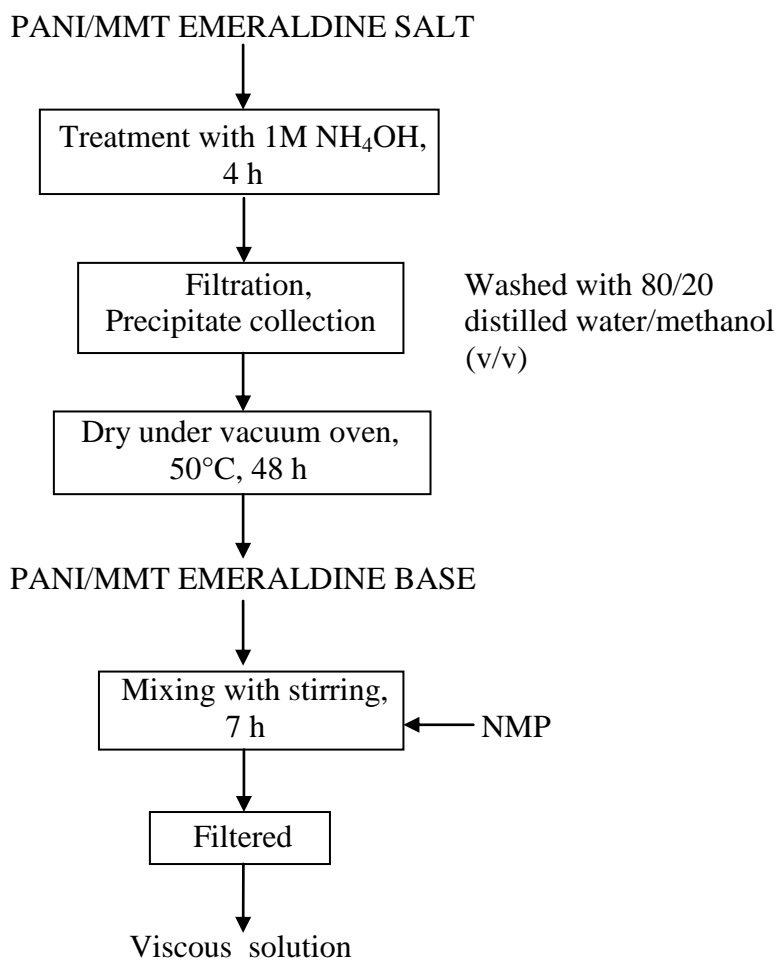 PANI/MMT EMERALDINE SALT
Treatment with 1M NH₄OH,
4 h
Filtration,
Precipitate collection
Washed with 80/20
distilled water/methanol
(v/v)
Dry under vacuum oven,
50°C, 48 h
PANI/MMT EMERALDINE BASE
Mixing with stirring,
7 h
NMP
Filtered
Viscous solution